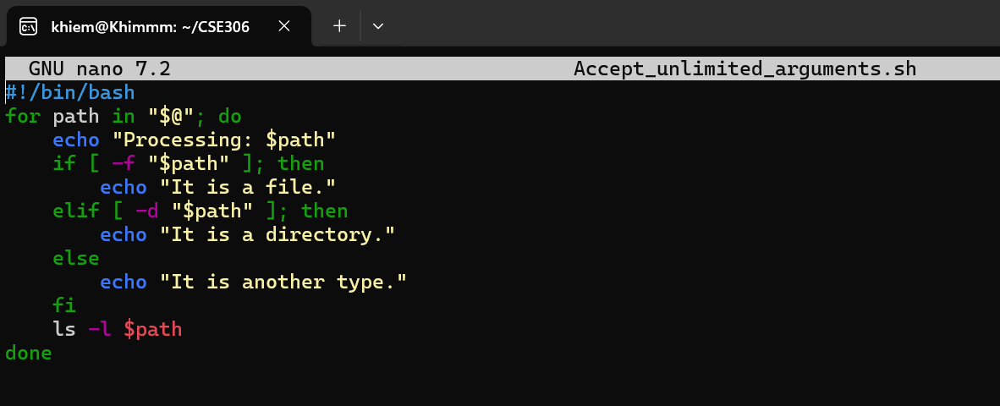 khiem@Khimmm: ~/CSE306
GNU nano 7.2 Accept_unlimited_arguments.sh
#!/bin/bash
for path in "$@"; do
    echo "Processing: $path"
    if [ -f "$path" ]; then
        echo "It is a file."
    elif [ -d "$path" ]; then
        echo "It is a directory."
    else
        echo "It is another type."
    fi
    ls -l $path
done